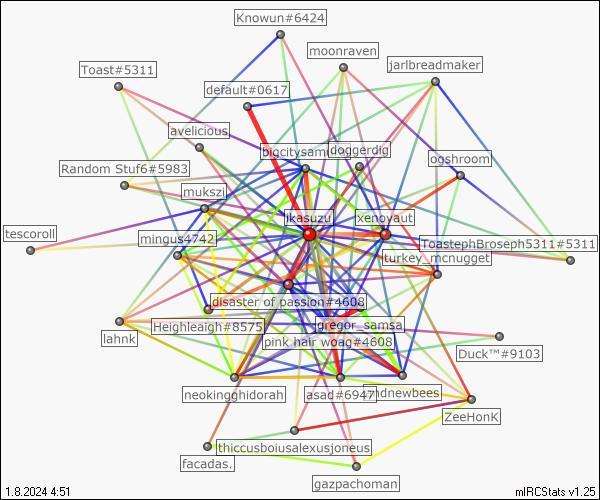 Knowun#6424
moonraven
jarlbreadmaker
Toast#5311
default#0617
avelicious
bigcitysam
doggerdig
ogshroom
Random Stuf6#5983
mukszi
jikasuzu
xenoyaut
tescoroll
mingus4742
ToastephBroseph5311#5311
turkey_mcnugget
disaster of passion#4608
Heighleaigh#8575
gregor_samsa
lahnk
pink hair woag#4608
Duck™#9103
neokingghidorah
asad#6947
andnewbees
ZeeHonK
thiccusboiusalexusjoneus
facadas.
gazpachoman
1.8.2024 4:51
mIRCStats v1.25